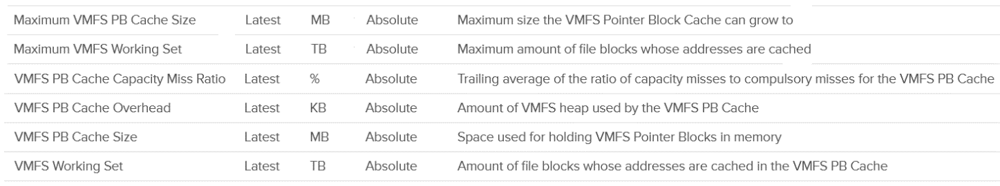 Maximum VMFS PB Cache Size Latest MB Absolute Maximum size the VMFS Pointer Block Cache can grow to
Maximum VMFS Working Set Latest TB Absolute Maximum amount of file blocks whose addresses are cached
VMFS PB Cache Capacity Miss Ratio Latest % Absolute Trailing average of the ratio of capacity misses to compulsory misses for the VMFS PB Cache
VMFS PB Cache Overhead Latest KB Absolute Amount of VMFS heap used by the VMFS PB Cache
VMFS PB Cache Size Latest MB Absolute Space used for holding VMFS Pointer Blocks in memory
VMFS Working Set Latest TB Absolute Amount of file blocks whose addresses are cached in the VMFS PB Cache